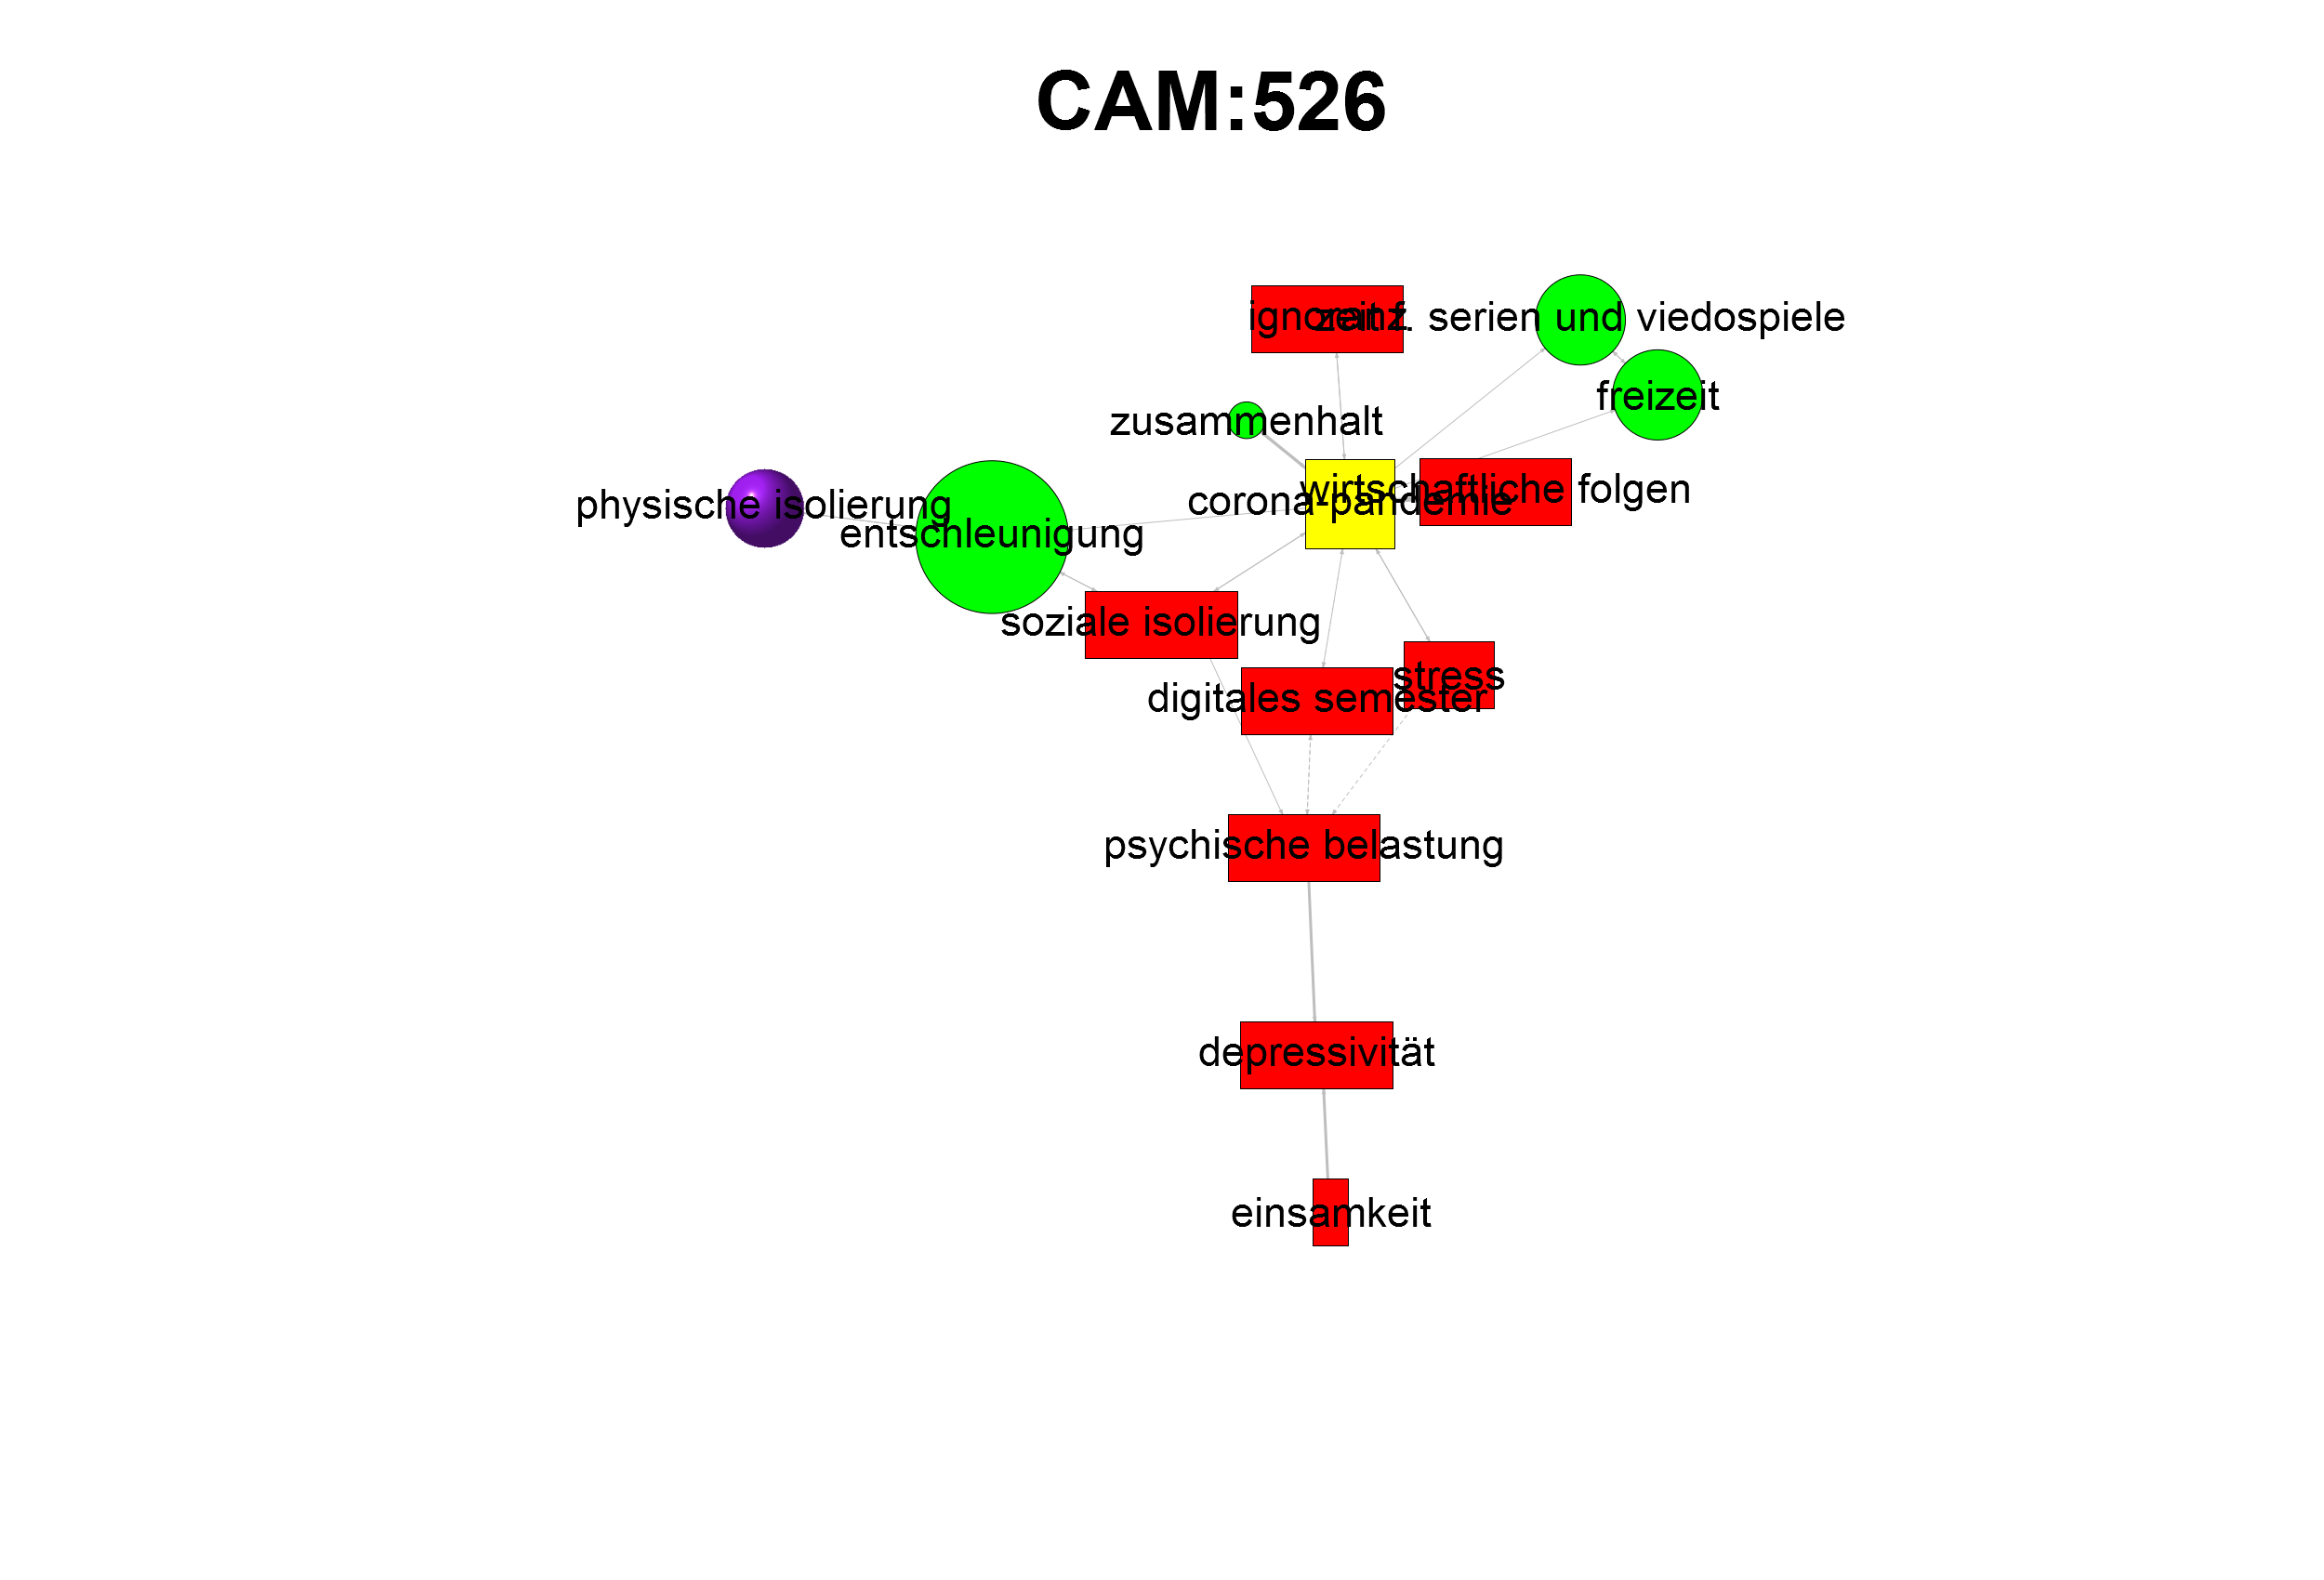 CAM:526
ignoranz
zeit f. serien und viedospiele
freizeit
zusammenhalt
wirtschaftliche folgen
corona-pandemie
physische isolierung
entschleunigung
soziale isolierung
stress
digitales semester
psychische belastung
depressivität
einsamkeit